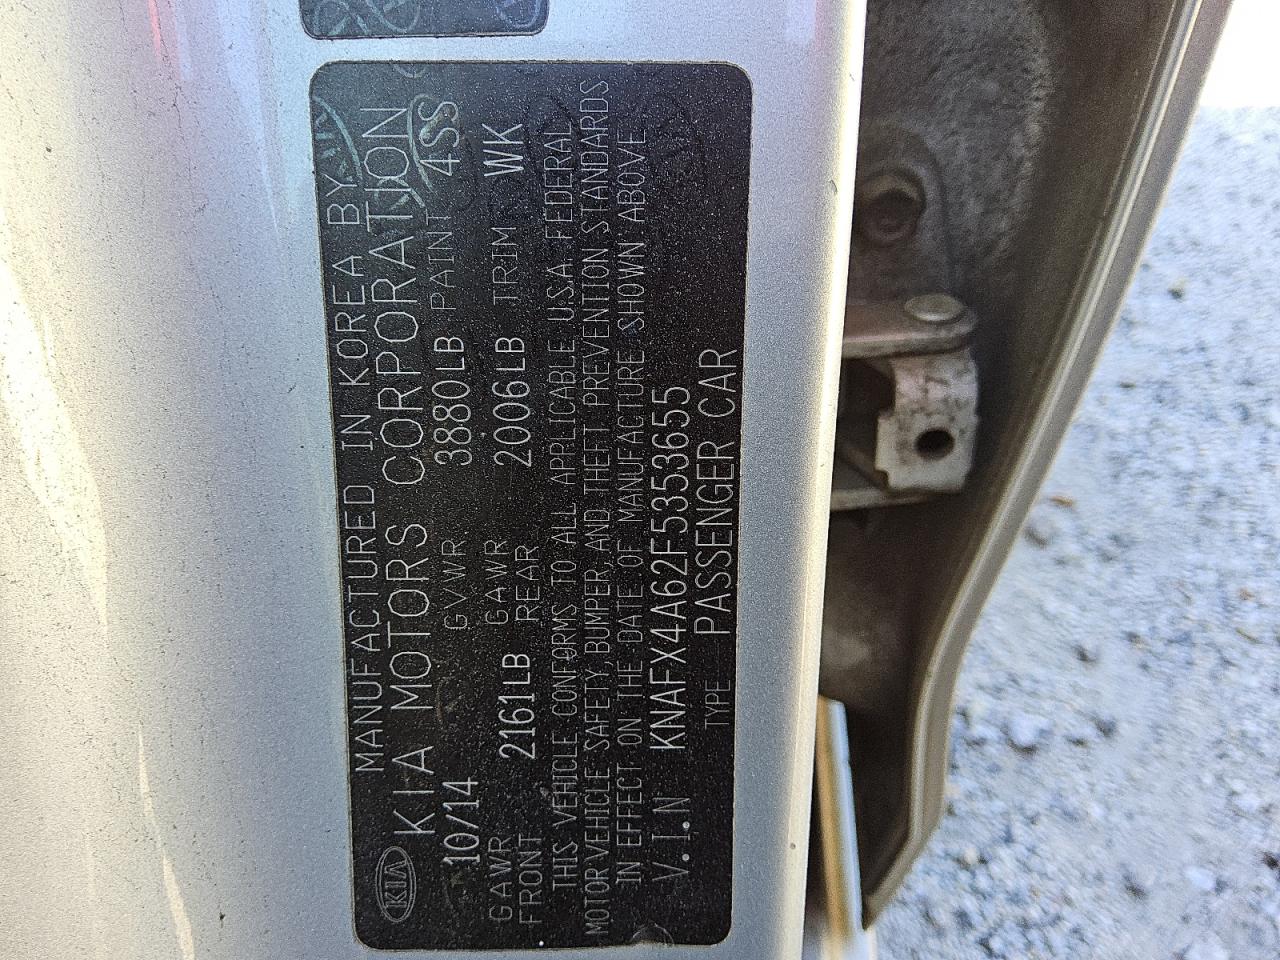 MANUFACTURED IN KOREA BY
KIA KIA MOTORS CORPORATION
10/14 GVWR 3880LB PAINT 4SS
GAWR FRONT 2161LB GAWR REAR 2006LB TRIM WK
THIS VEHICLE CONFORMS TO ALL APPLICABLE U.S.A. FEDERAL
MOTOR VEHICLE SAFETY, BUMPER, AND THEFT PREVENTION STANDARDS
IN EFFECT ON THE DATE OF MANUFACTURE SHOWN ABOVE.
V.I.N KNAFX4A62F5353655
TYPE PASSENGER CAR